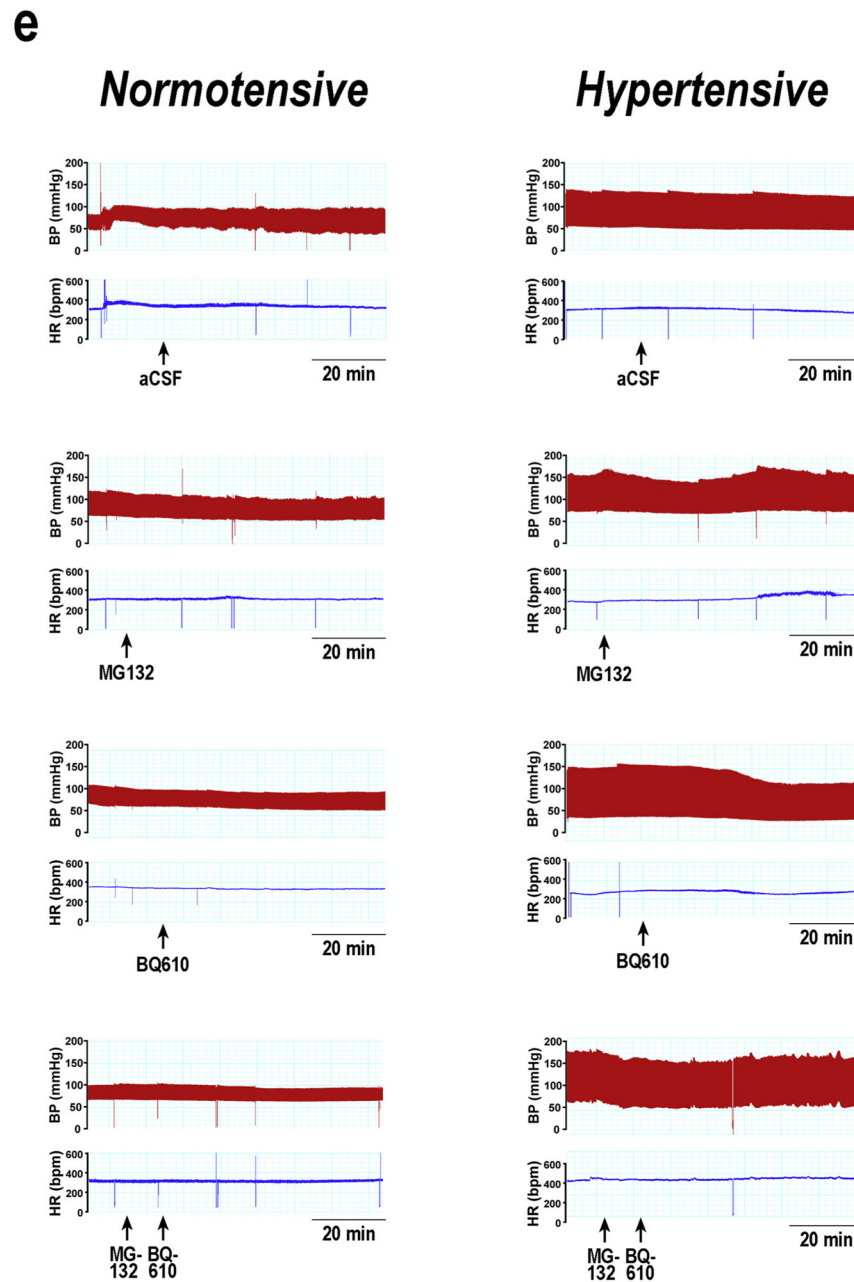 e
Normotensive
Hypertensive
BP (mmHg)
200
150
100
50
0
HR (bpm)
600
400
200
0
aCSF
20 min
BP (mmHg)
200
150
100
50
0
HR (bpm)
600
400
200
0
aCSF
20 min
BP (mmHg)
200
150
100
50
0
HR (bpm)
600
400
200
0
MG132
20 min
BP (mmHg)
200
150
100
50
0
HR (bpm)
600
400
200
0
MG132
20 min
BP (mmHg)
200
150
100
50
0
HR (bpm)
600
400
200
0
BQ610
20 min
BP (mmHg)
200
150
100
50
0
HR (bpm)
600
400
200
0
BQ610
20 min
BP (mmHg)
200
150
100
50
0
HR (bpm)
600
400
200
0
MG-
132
BQ-
610
20 min
BP (mmHg)
200
150
100
50
0
HR (bpm)
600
400
200
0
MG-
132
BQ-
610
20 min